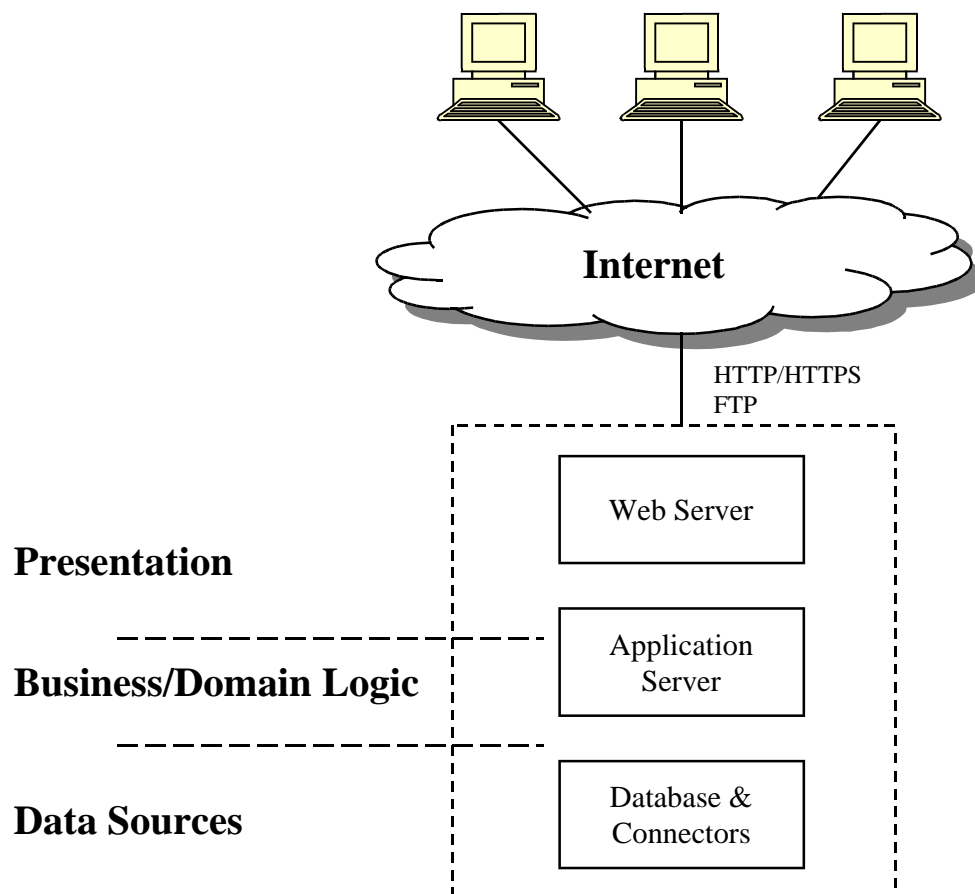 Internet
HTTP/HTTPS
FTP
Web Server
Presentation
Application
Server
Business/Domain Logic
Database &
Connectors
Data Sources